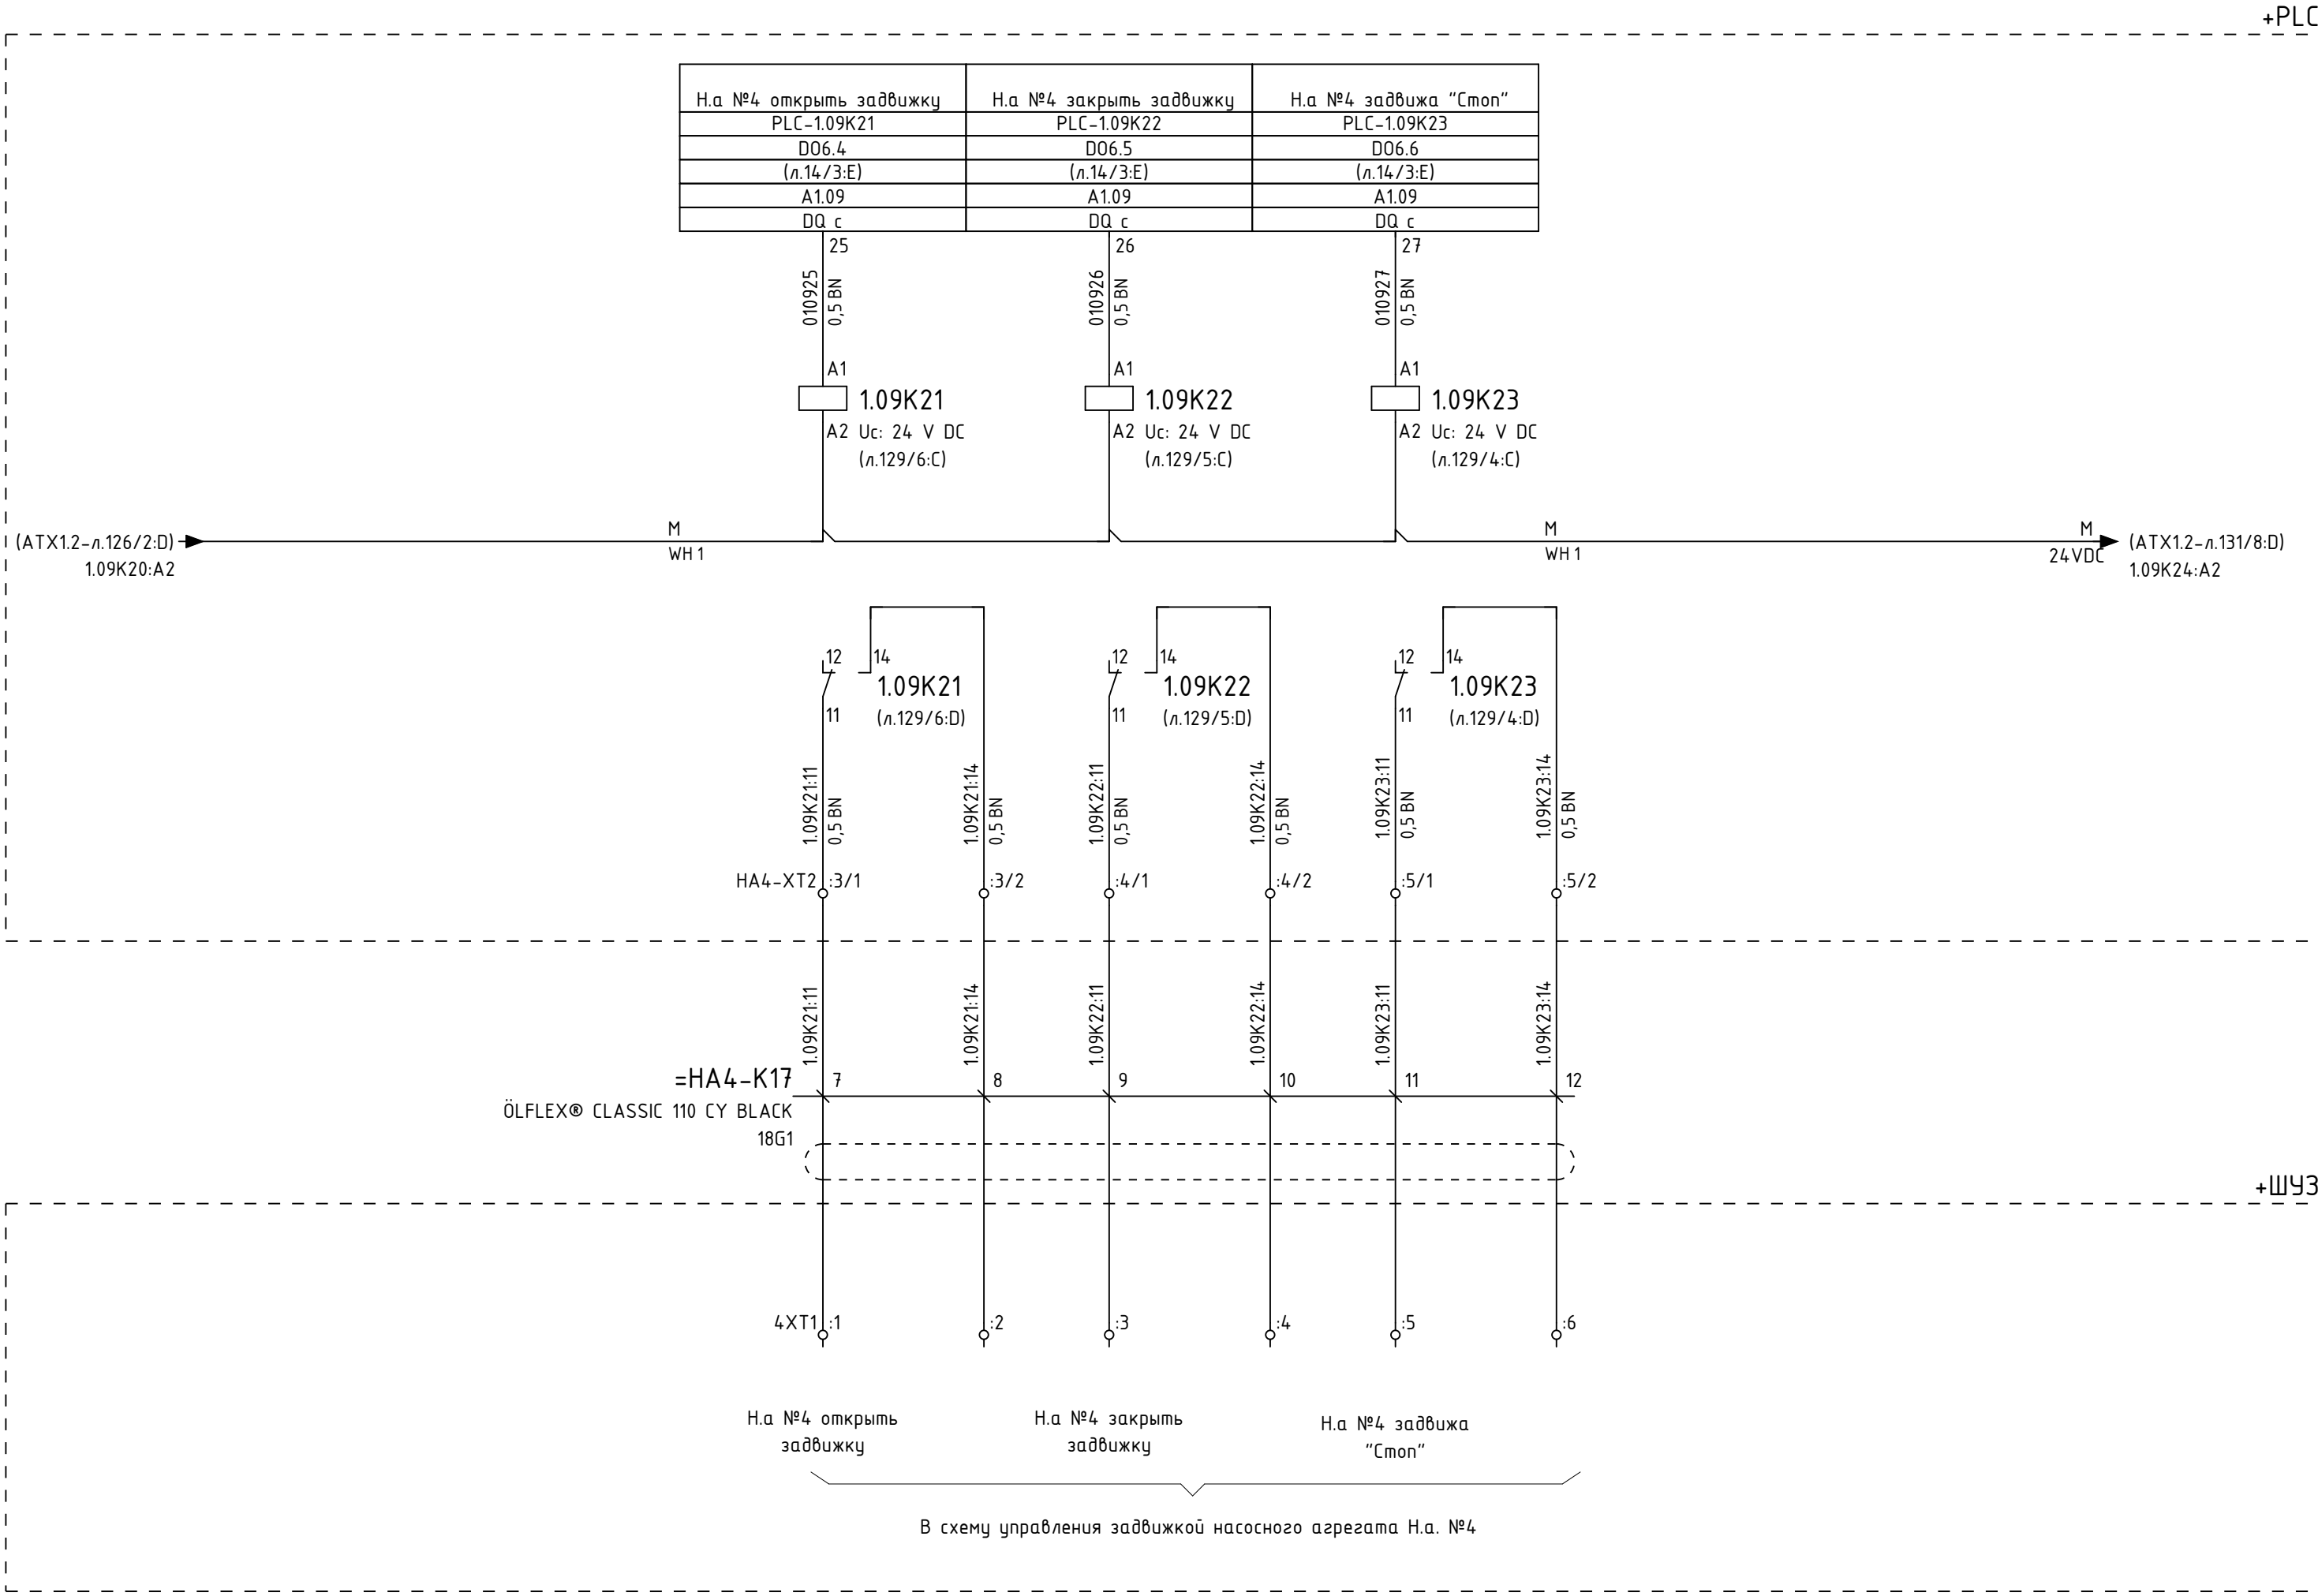 +PLC
Н.а №4 открыть задвижку
Н.а №4 закрыть задвижку
Н.а №4 задвижа "Стоп"
PLC-1.09K21
PLC-1.09K22
PLC-1.09K23
DO6.4
DO6.5
DO6.6
(л.14/3:E)
(л.14/3:E)
(л.14/3:E)
A1.09
A1.09
A1.09
DQ c
DQ c
DQ c
25
26
27
010925
0,5 BN
010926
0,5 BN
010927
0,5 BN
A1
A1
A1
1.09K21
1.09K22
1.09K23
A2 Uc: 24 V DC
A2 Uc: 24 V DC
A2 Uc: 24 V DC
(л.129/6:C)
(л.129/5:C)
(л.129/4:C)
M
M
M
(ATX1.2-л.126/2:D)
(ATX1.2-л.131/8:D)
WH 1
WH 1
24VDC
1.09K20:A2
1.09K24:A2
12
14
12
14
12
14
1.09K21
1.09K22
1.09K23
11
(л.129/6:D)
11
(л.129/5:D)
11
(л.129/4:D)
1.09K21:11
0,5 BN
1.09K21:14
0,5 BN
1.09K22:11
0,5 BN
1.09K22:14
0,5 BN
1.09K23:11
0,5 BN
1.09K23:14
0,5 BN
HA4-XT2
:3/1
:3/2
:4/1
:4/2
:5/1
:5/2
1.09K21:11
1.09K21:14
1.09K22:11
1.09K22:14
1.09K23:11
1.09K23:14
=HA4-K17
7
8
9
10
11
12
ÖLFLEX® CLASSIC 110 CY BLACK
18G1
+ШУЗ
4XT1
:1
:2
:3
:4
:5
:6
Н.а №4 открыть
задвижку
Н.а №4 закрыть
задвижку
Н.а №4 задвижа
"Стоп"
В схему управления задвижкой насосного агрегата Н.а. №4